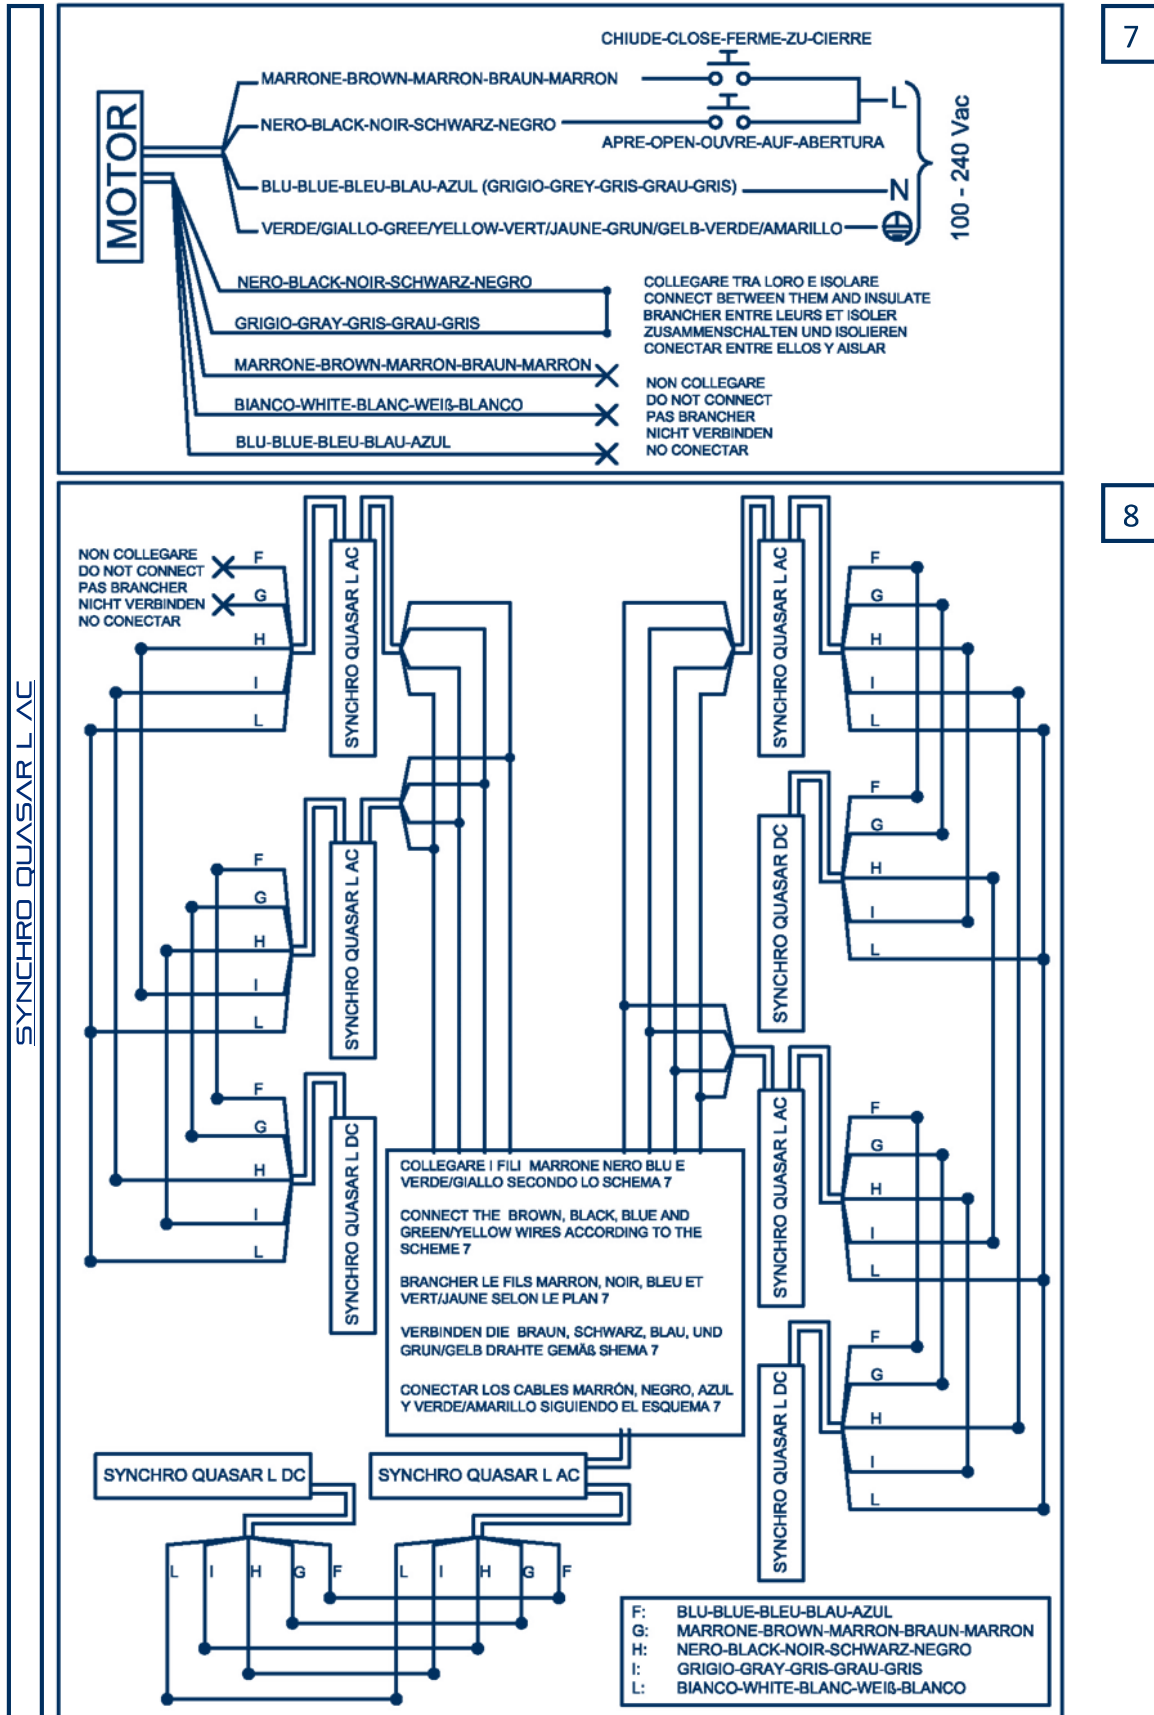 SYNCHRO QUASAR L AC
7
CHIUDE-CLOSE-FERME-ZU-CIERRE
MARRONE-BROWN-MARRON-BRAUN-MARRON
L
NERO-BLACK-NOIR-SCHWARZ-NEGRO
APRE-OPEN-OUVRE-AUF-ABERTURA
MOTOR
BLU-BLUE-BLEU-BLAU-AZUL (GRIGIO-GREY-GRIS-GRAU-GRIS)
N
100 - 240 Vac
VERDE/GIALLO-GREE/YELLOW-VERT/JAUNE-GRUN/GELB-VERDE/AMARILLO
NERO-BLACK-NOIR-SCHWARZ-NEGRO
GRIGIO-GRAY-GRIS-GRAU-GRIS
COLLEGARE TRA LORO E ISOLARE
CONNECT BETWEEN THEM AND INSULATE
BRANCHER ENTRE LEURS ET ISOLER
ZUSAMMENSCHALTEN UND ISOLIEREN
CONECTAR ENTRE ELLOS Y AISLAR
MARRONE-BROWN-MARRON-BRAUN-MARRON
BIANCO-WHITE-BLANC-WEIß-BLANCO
BLU-BLUE-BLEU-BLAU-AZUL
NON COLLEGARE
DO NOT CONNECT
PAS BRANCHER
NICHT VERBINDEN
NO CONECTAR
8
NON COLLEGARE
DO NOT CONNECT
PAS BRANCHER
NICHT VERBINDEN
NO CONECTAR
F
G
H
I
L
SYNCHRO QUASAR L AC
F
G
H
I
L
SYNCHRO QUASAR L AC
F
G
H
I
L
SYNCHRO QUASAR L DC
SYNCHRO QUASAR L AC
F
G
H
I
L
SYNCHRO QUASAR DC
F
G
H
I
L
SYNCHRO QUASAR L AC
F
G
H
I
L
SYNCHRO QUASAR L DC
F
G
H
I
L
COLLEGARE I FILI MARRONE NERO BLU E
VERDE/GIALLO SECONDO LO SCHEMA 7
CONNECT THE BROWN, BLACK, BLUE AND
GREEN/YELLOW WIRES ACCORDING TO THE
SCHEME 7
BRANCHER LE FILS MARRON, NOIR, BLEU ET
VERT/JAUNE SELON LE PLAN 7
VERBINDEN DIE BRAUN, SCHWARZ, BLAU, UND
GRUN/GELB DRAHTE GEMÄß SHEMA 7
CONECTAR LOS CABLES MARRÓN, NEGRO, AZUL
Y VERDE/AMARILLO SIGUIENDO EL ESQUEMA 7
SYNCHRO QUASAR L DC
SYNCHRO QUASAR L AC
L I H G F
L I H G F
F: BLU-BLUE-BLEU-BLAU-AZUL
G: MARRONE-BROWN-MARRON-BRAUN-MARRON
H: NERO-BLACK-NOIR-SCHWARZ-NEGRO
I: GRIGIO-GRAY-GRIS-GRAU-GRIS
L: BIANCO-WHITE-BLANC-WEIß-BLANCO